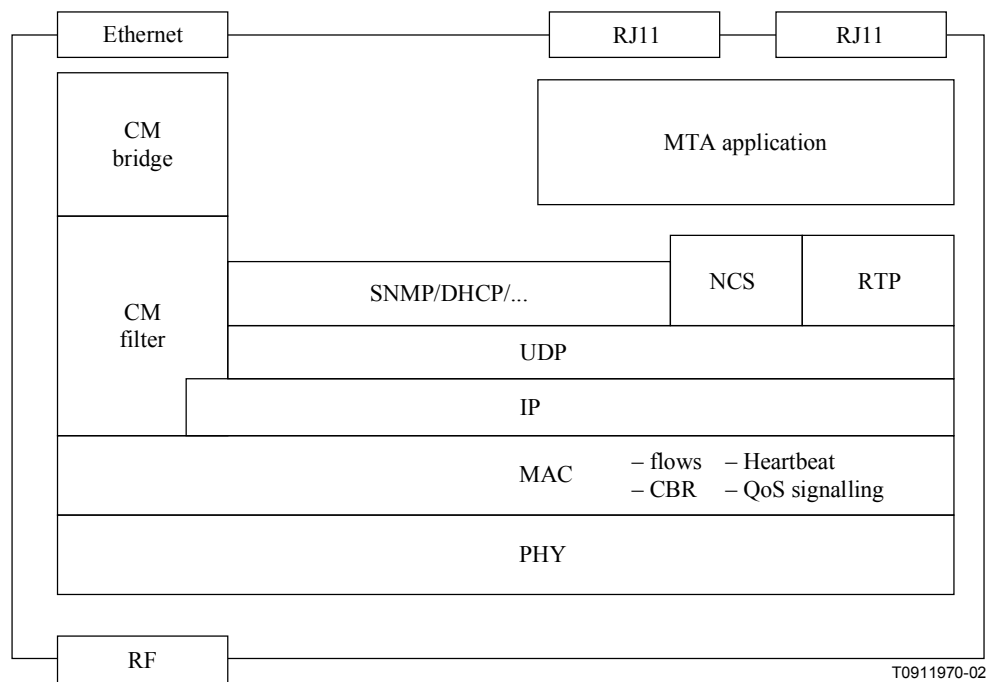 Ethernet
RJ11
RJ11
CM
bridge
MTA application
CM
filter
SNMP/DHCP/...
NCS
RTP
UDP
IP
MAC
– flows – Heartbeat
– CBR – QoS signalling
PHY
RF
T0911970-02